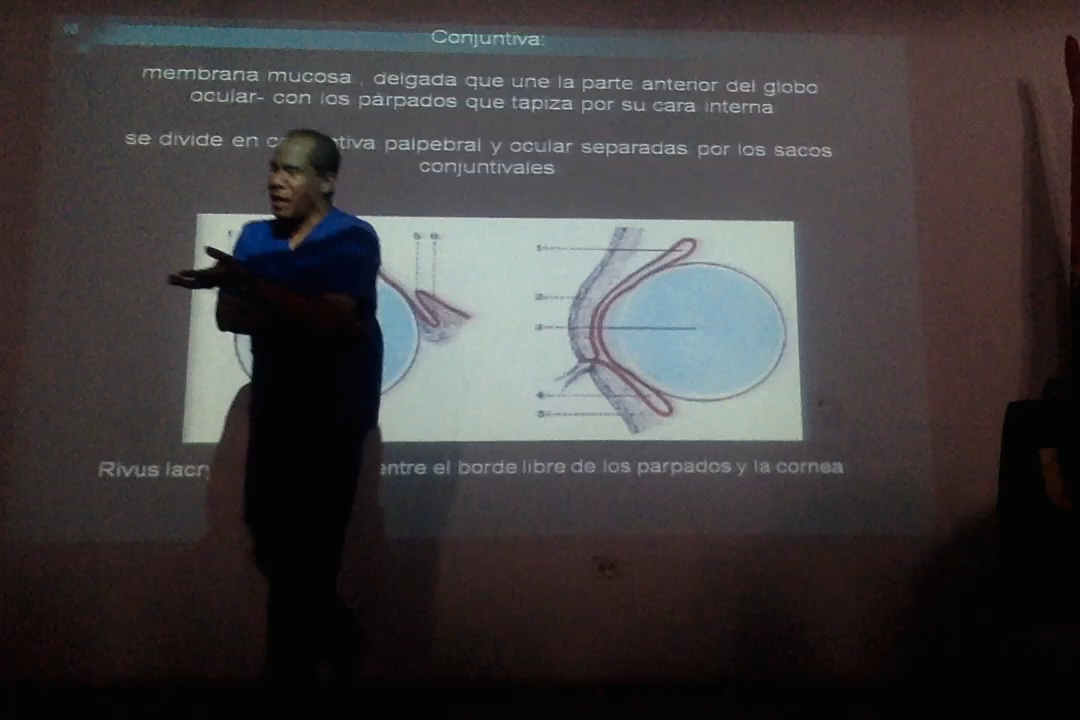 Conjuntiva:
membrana mucosa , delgada que une la parte anterior del globo
ocular- con los pàrpados que tapiza por su cara interna
se divide en palpebral y ocular separadas por los sacos
conjuntivales
Rivus entre el borde libre de los parpados y la cornea